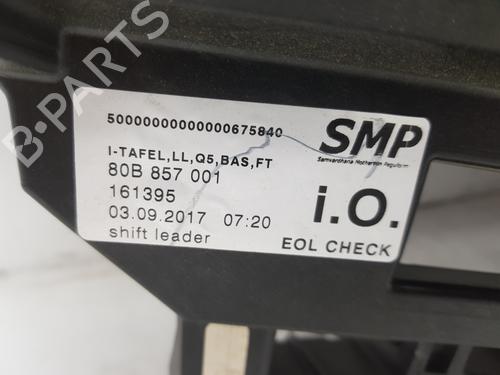 50000000000000675840
I-TAFEL,LL,Q5,BAS,FT
80B 857 001
161395
03.09.2017 07:20
shift leader
SMP
Samvardhana Motherson Peguform
i.O.
EOL CHECK
B-PARTS